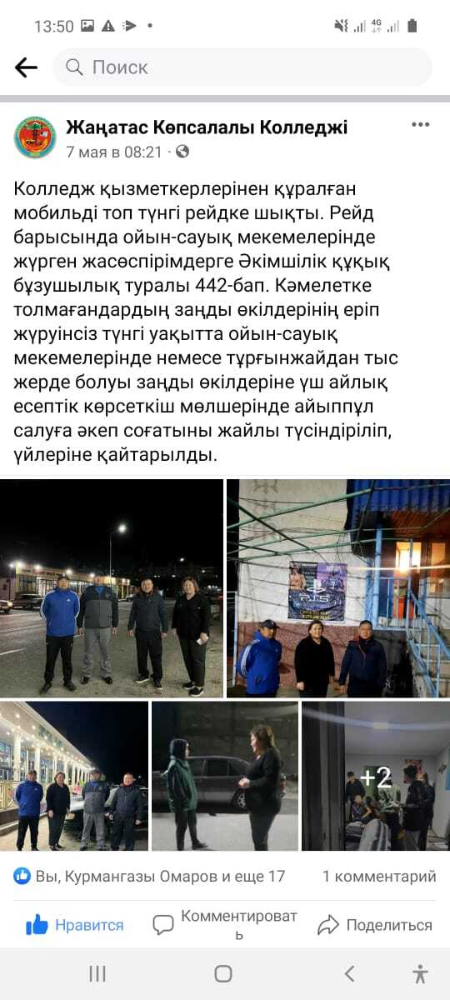 13:50
4G
Поиск
Жаңатас Көпсалалы Колледжі
7 мая в 08:21
Колледж қызметкерлерінен құралған
мобильді топ түнгі рейдке шықты. Рейд
барысында ойын-сауық мекемелерінде
жүрген жасөспірімдерге Әкімшілік құқық
бұзушылық туралы 442-бап. Кәмелетке
толмағандардың заңды өкілдерінің еріп
жүруінсіз түнгі уақытта ойын-сауық
мекемелерінде немесе тұрғынжайдан тыс
жерде болуы заңды өкілдеріне үш айлық
есептік көрсеткіш мөлшерінде айыппұл
салуға әкеп соғатыны жайлы түсіндіріліп,
үйлеріне қайтарылды.
PS5
+2
Вы, Курмангазы Омаров и еще 17
1 комментарий
Нравится
Комментироват
ь
Поделиться